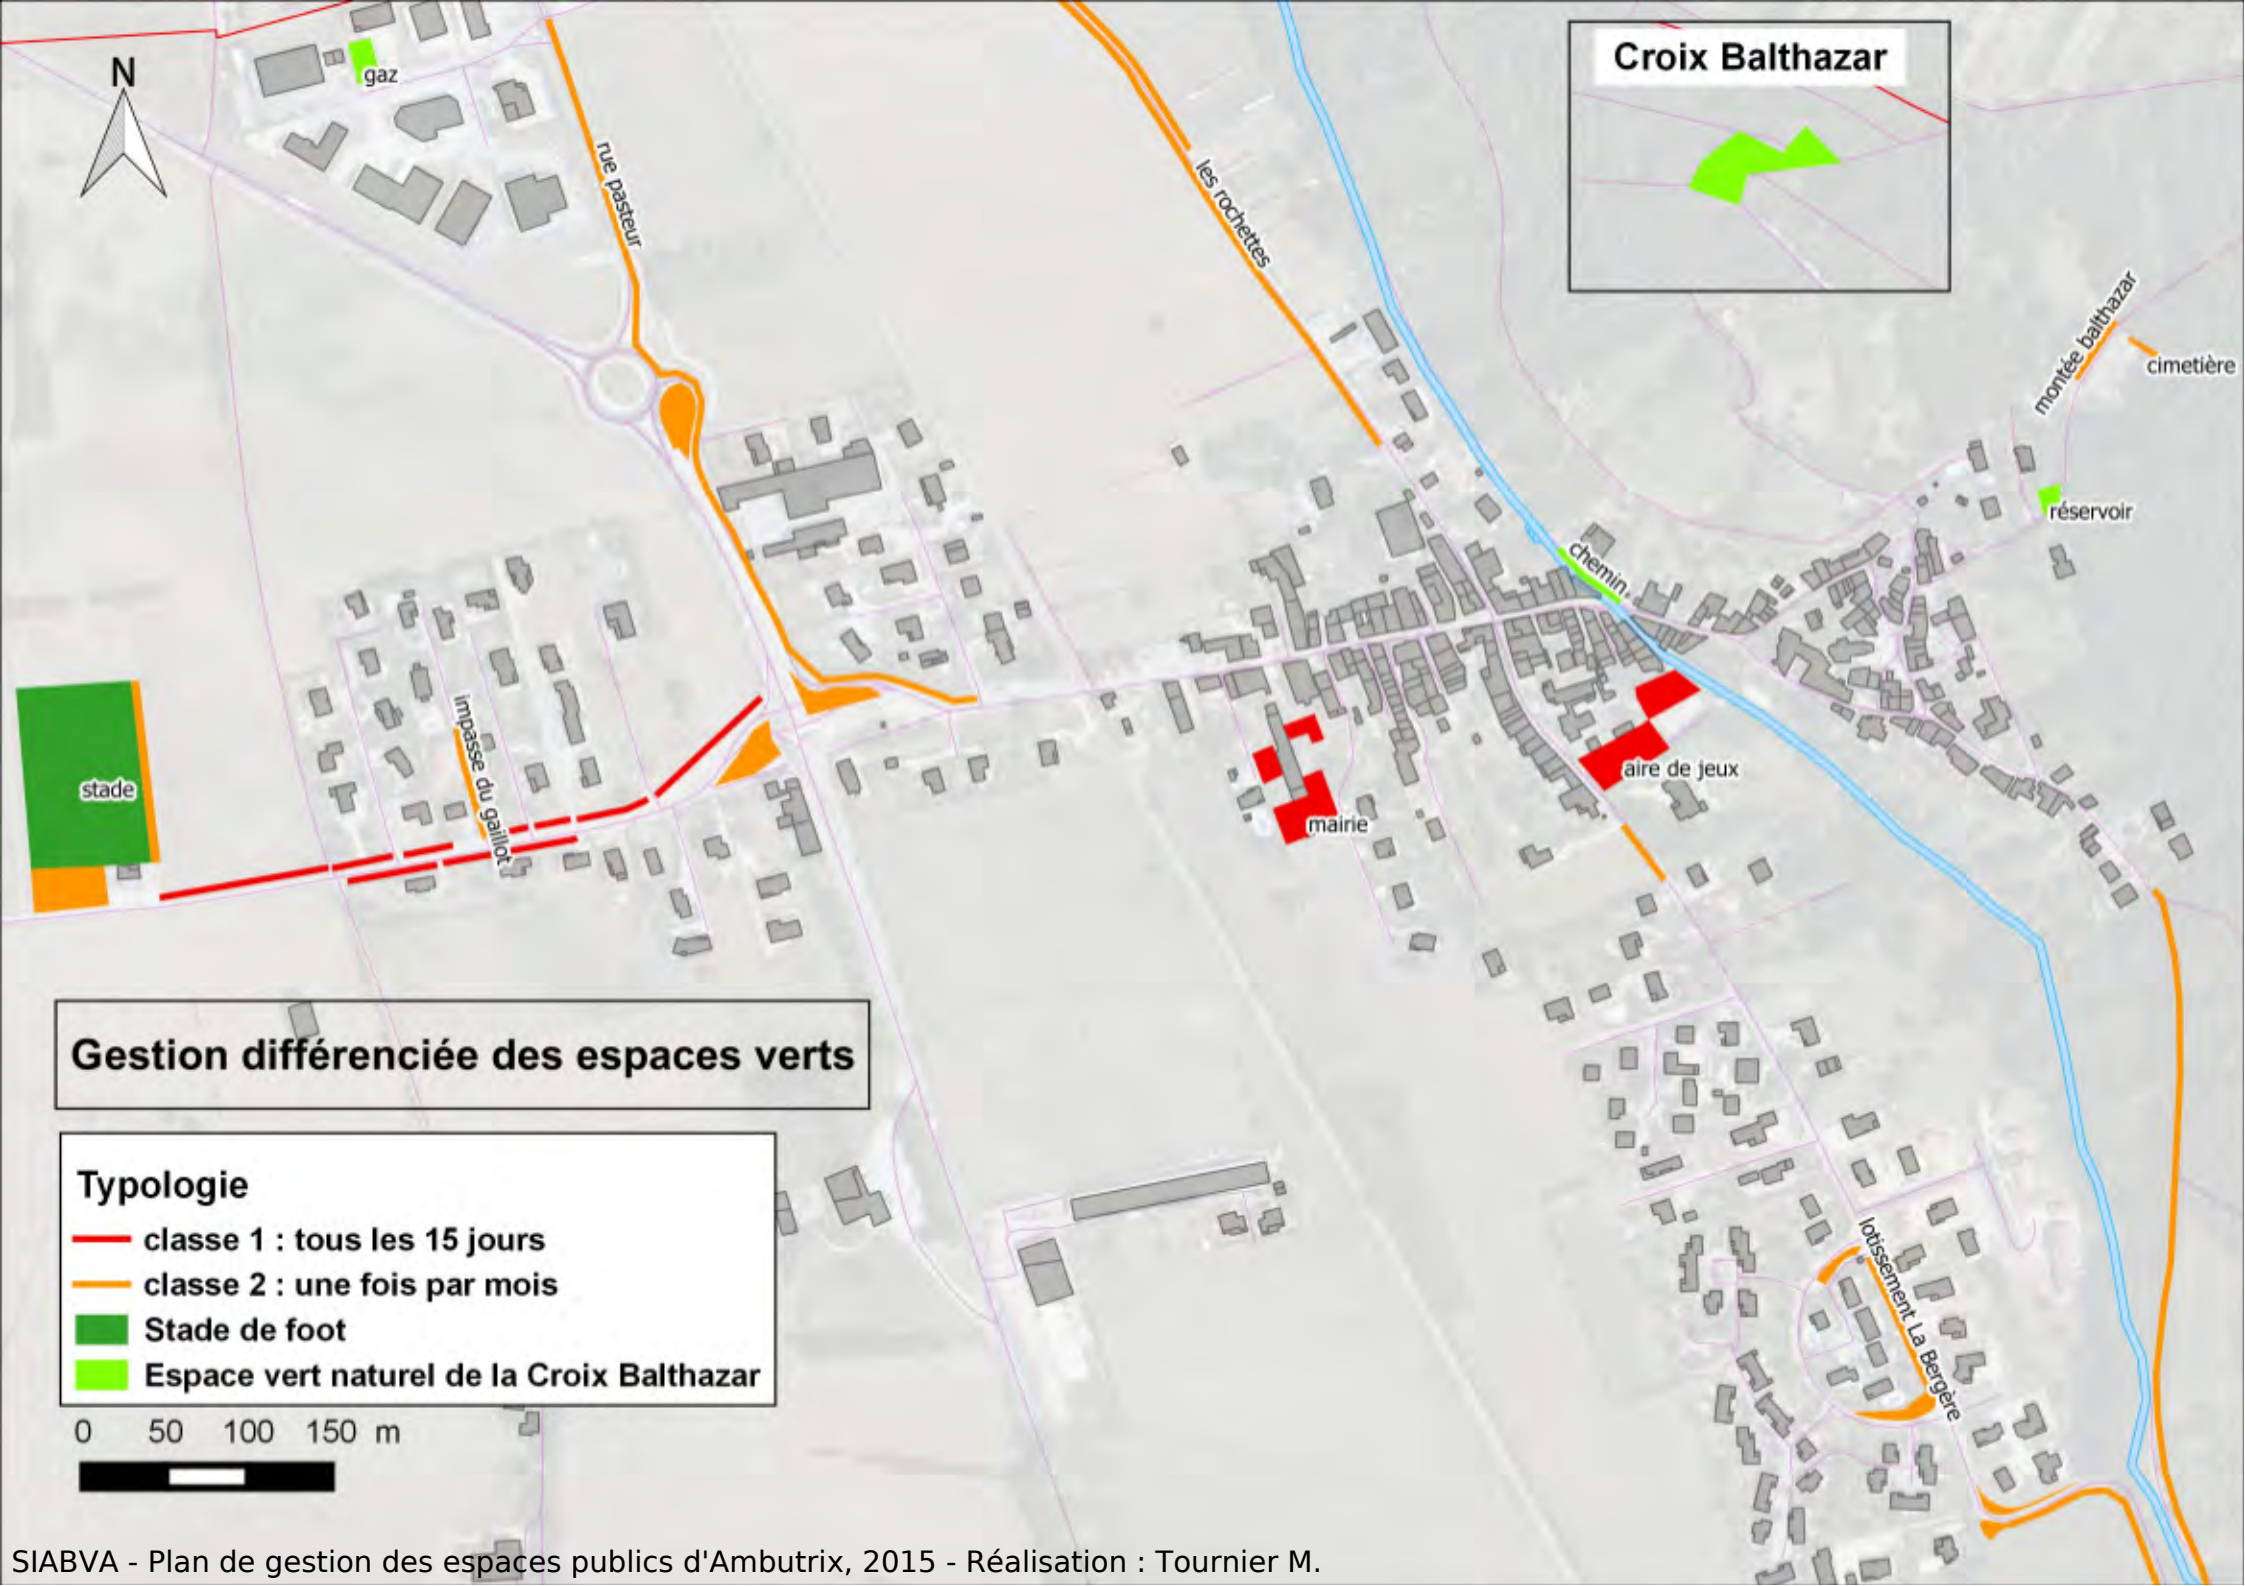 Croix Balthazar
N
gaz
rue pasteur
les rochettes
montée balthazar
cimetière
réservoir
chemin
impasse du gaillot
stade
aire de jeux
mairie
Gestion différenciée des espaces verts
Typologie
classe 1 : tous les 15 jours
classe 2 : une fois par mois
Stade de foot
Espace vert naturel de la Croix Balthazar
0 50 100 150 m
lotissement La Bergère
SIABVA - Plan de gestion des espaces publics d'Ambutrix, 2015 - Réalisation : Tournier M.